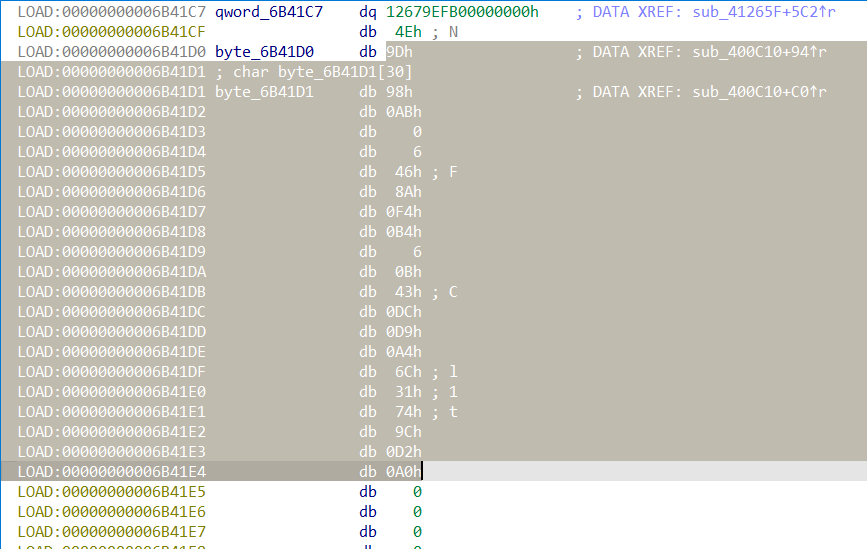 LOAD:00000000006B41C7 qword_6B41C7 dq 12679EFB00000000h ; DATA XREF: sub_41265F+5C2↑r
LOAD:00000000006B41CF db 4Eh ; N
LOAD:00000000006B41D0 byte_6B41D0 db 9Dh ; DATA XREF: sub_400C10+94↑r
LOAD:00000000006B41D1 ; char byte_6B41D1[30]
LOAD:00000000006B41D1 byte_6B41D1 db 98h ; DATA XREF: sub_400C10+C0↑r
LOAD:00000000006B41D2 db 0ABh
LOAD:00000000006B41D3 db 0
LOAD:00000000006B41D4 db 6
LOAD:00000000006B41D5 db 46h ; F
LOAD:00000000006B41D6 db 8Ah
LOAD:00000000006B41D7 db 0F4h
LOAD:00000000006B41D8 db 0B4h
LOAD:00000000006B41D9 db 6
LOAD:00000000006B41DA db 0Bh
LOAD:00000000006B41DB db 43h ; C
LOAD:00000000006B41DC db 0DCh
LOAD:00000000006B41DD db 0D9h
LOAD:00000000006B41DE db 0A4h
LOAD:00000000006B41DF db 6Ch ; l
LOAD:00000000006B41E0 db 31h ; 1
LOAD:00000000006B41E1 db 74h ; t
LOAD:00000000006B41E2 db 9Ch
LOAD:00000000006B41E3 db 0D2h
LOAD:00000000006B41E4 db 0A0h
LOAD:00000000006B41E5 db 0
LOAD:00000000006B41E6 db 0
LOAD:00000000006B41E7 db 0
LOAD:00000000006B41E8 db 0